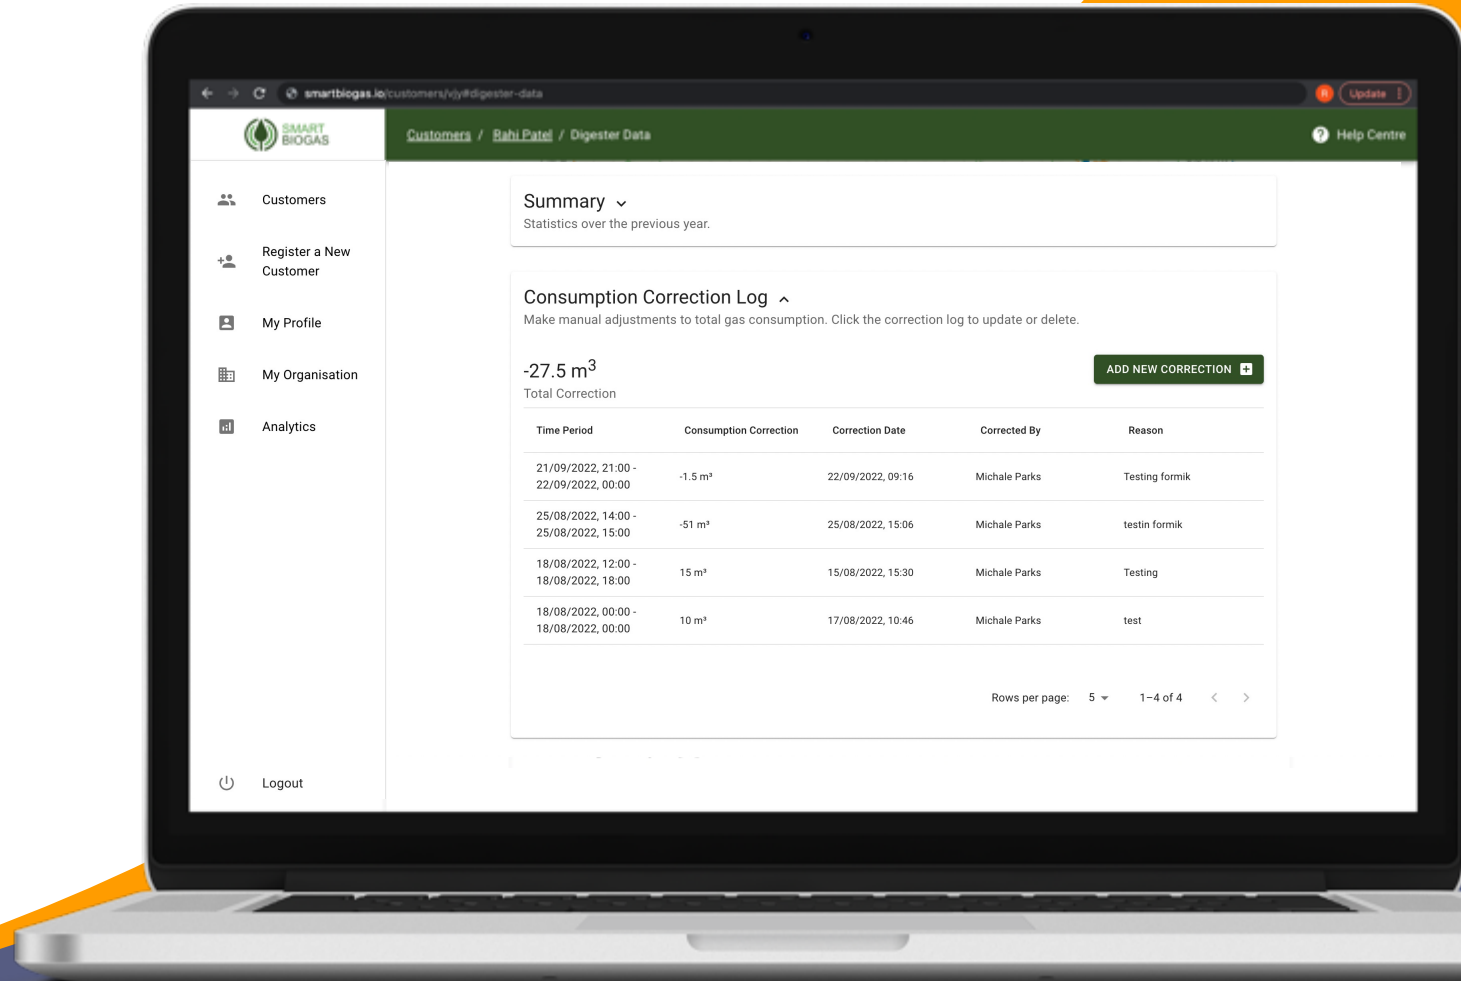 smartbiogas.io/customers/vjy#digester-data
R
Update
SMART
BIOGAS
Customers / Rahi Patel / Digester Data
? Help Centre
Customers
Register a New
Customer
My Profile
My Organisation
Analytics
Logout
Summary
Statistics over the previous year.
Consumption Correction Log
Make manual adjustments to total gas consumption. Click the correction log to update or delete.
-27.5 m³
Total Correction
ADD NEW CORRECTION +
Time Period Consumption Correction Correction Date Corrected By Reason
21/09/2022, 21:00 -
22/09/2022, 00:00
-1.5 m³ 22/09/2022, 09:16 Michale Parks Testing formik
25/08/2022, 14:00 -
25/08/2022, 15:00
-51 m³ 25/08/2022, 15:06 Michale Parks testin formik
18/08/2022, 12:00 -
18/08/2022, 18:00
15 m³ 15/08/2022, 15:30 Michale Parks Testing
18/08/2022, 00:00 -
18/08/2022, 00:00
10 m³ 17/08/2022, 10:46 Michale Parks test
Rows per page: 5 1–4 of 4